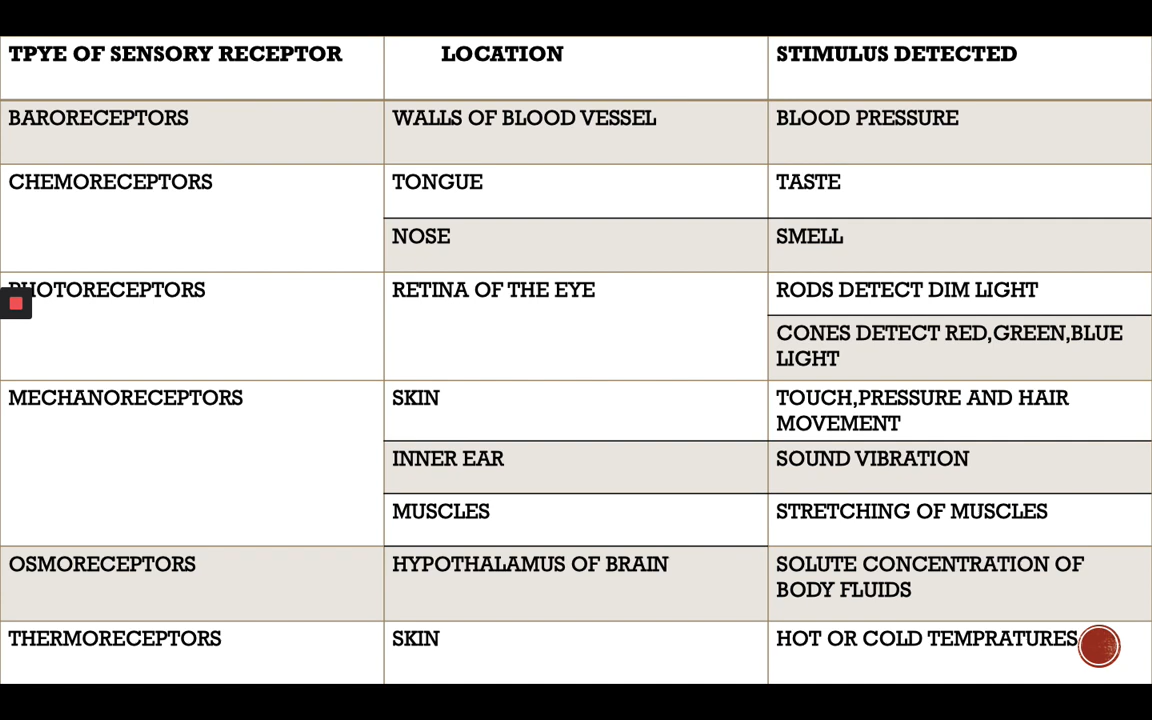 TPYE OF SENSORY RECEPTOR
LOCATION
STIMULUS DETECTED
BARORECEPTORS
WALLS OF BLOOD VESSEL
BLOOD PRESSURE
CHEMORECEPTORS
TONGUE
TASTE
NOSE
SMELL
PHOTORECEPTORS
RETINA OF THE EYE
RODS DETECT DIM LIGHT
CONES DETECT RED,GREEN,BLUE
LIGHT
MECHANORECEPTORS
SKIN
TOUCH,PRESSURE AND HAIR
MOVEMENT
INNER EAR
SOUND VIBRATION
MUSCLES
STRETCHING OF MUSCLES
OSMORECEPTORS
HYPOTHALAMUS OF BRAIN
SOLUTE CONCENTRATION OF
BODY FLUIDS
THERMORECEPTORS
SKIN
HOT OR COLD TEMPRATURES